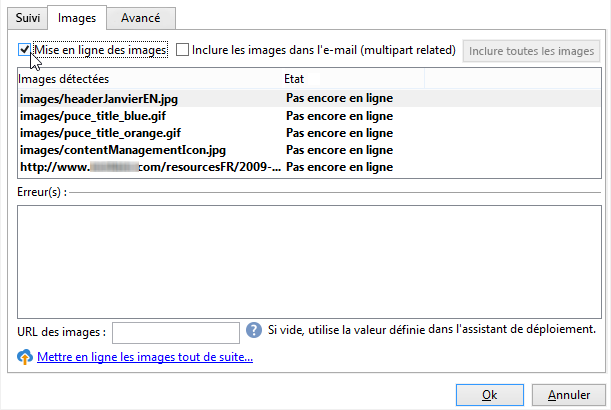 Suivi Images Avancé
Mise en ligne des images Inclure les images dans l'e-mail (multipart related) Inclure toutes les images
Images détectées Etat
images/headerJanvierEN.jpg Pas encore en ligne
images/puce_title_blue.gif Pas encore en ligne
images/puce_title_orange.gif Pas encore en ligne
images/contentManagementIcon.jpg Pas encore en ligne
http://www. com/resourcesFR/2009-... Pas encore en ligne
Erreur(s) :
URL des images : ? Si vide, utilise la valeur définie dans l'assistant de déploiement.
Mettre en ligne les images tout de suite...
Ok Annuler